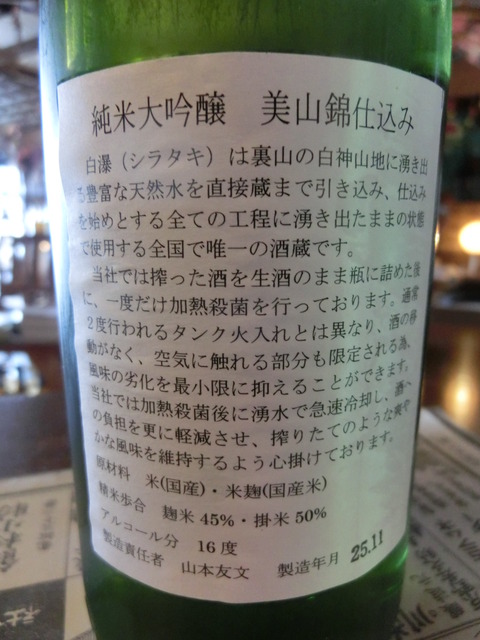 純米大吟醸　美山錦仕込み
白瀑（シラタキ）は裏山の白神山地に湧き出
る豊富な天然水を直接蔵まで引き込み、仕込み
を始めとする全ての工程に湧き出たままの状態
で使用する全国で唯一の酒蔵です。
当社では搾った酒を生酒のまま瓶に詰めた後
に、一度だけ加熱殺菌を行っております。通常
2度行われるタンク火入れとは異なり、酒の移
動がなく、空気に触れる部分も限定される為、
風味の劣化を最小限に抑えることができます。
当社では加熱殺菌後に湧水で急速冷却し、酒へ
の負担を更に軽減させ、搾りたてのような爽や
かな風味を維持するよう心掛けております。
原材料　米(国産)・米麹(国産米)
精米歩合　麹米 45%・掛米 50%
アルコール分　16 度
製造責任者　山本友文　製造年月 25.11